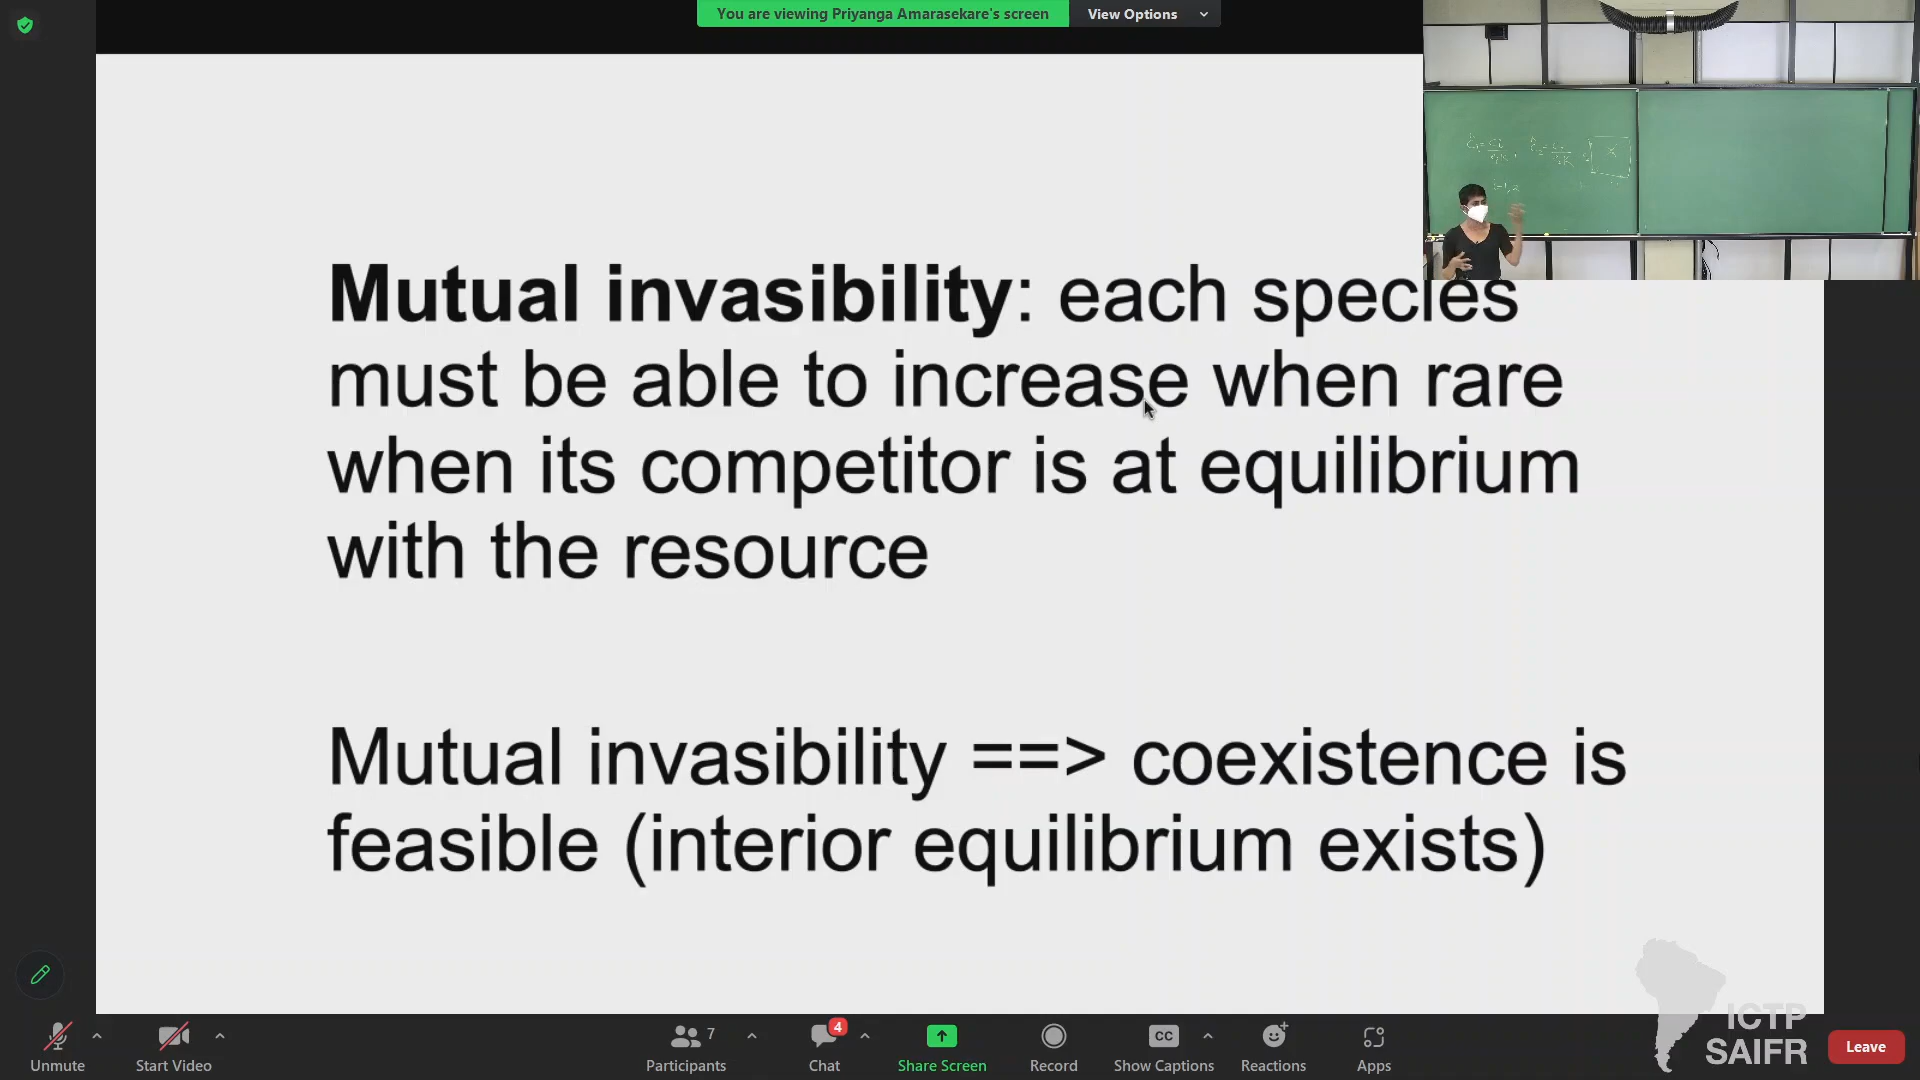 You are viewing Priyanga Amarasekare's screen
View Options
Mutual invasibility: each species
must be able to increase when rare
when its competitor is at equilibrium
with the resource
Mutual invasibility ==> coexistence is
feasible (interior equilibrium exists)
ICTP
SAIFR
Unmute
Start Video
7
Participants
4
Chat
Share Screen
Record
CC
Show Captions
Reactions
Apps
Leave